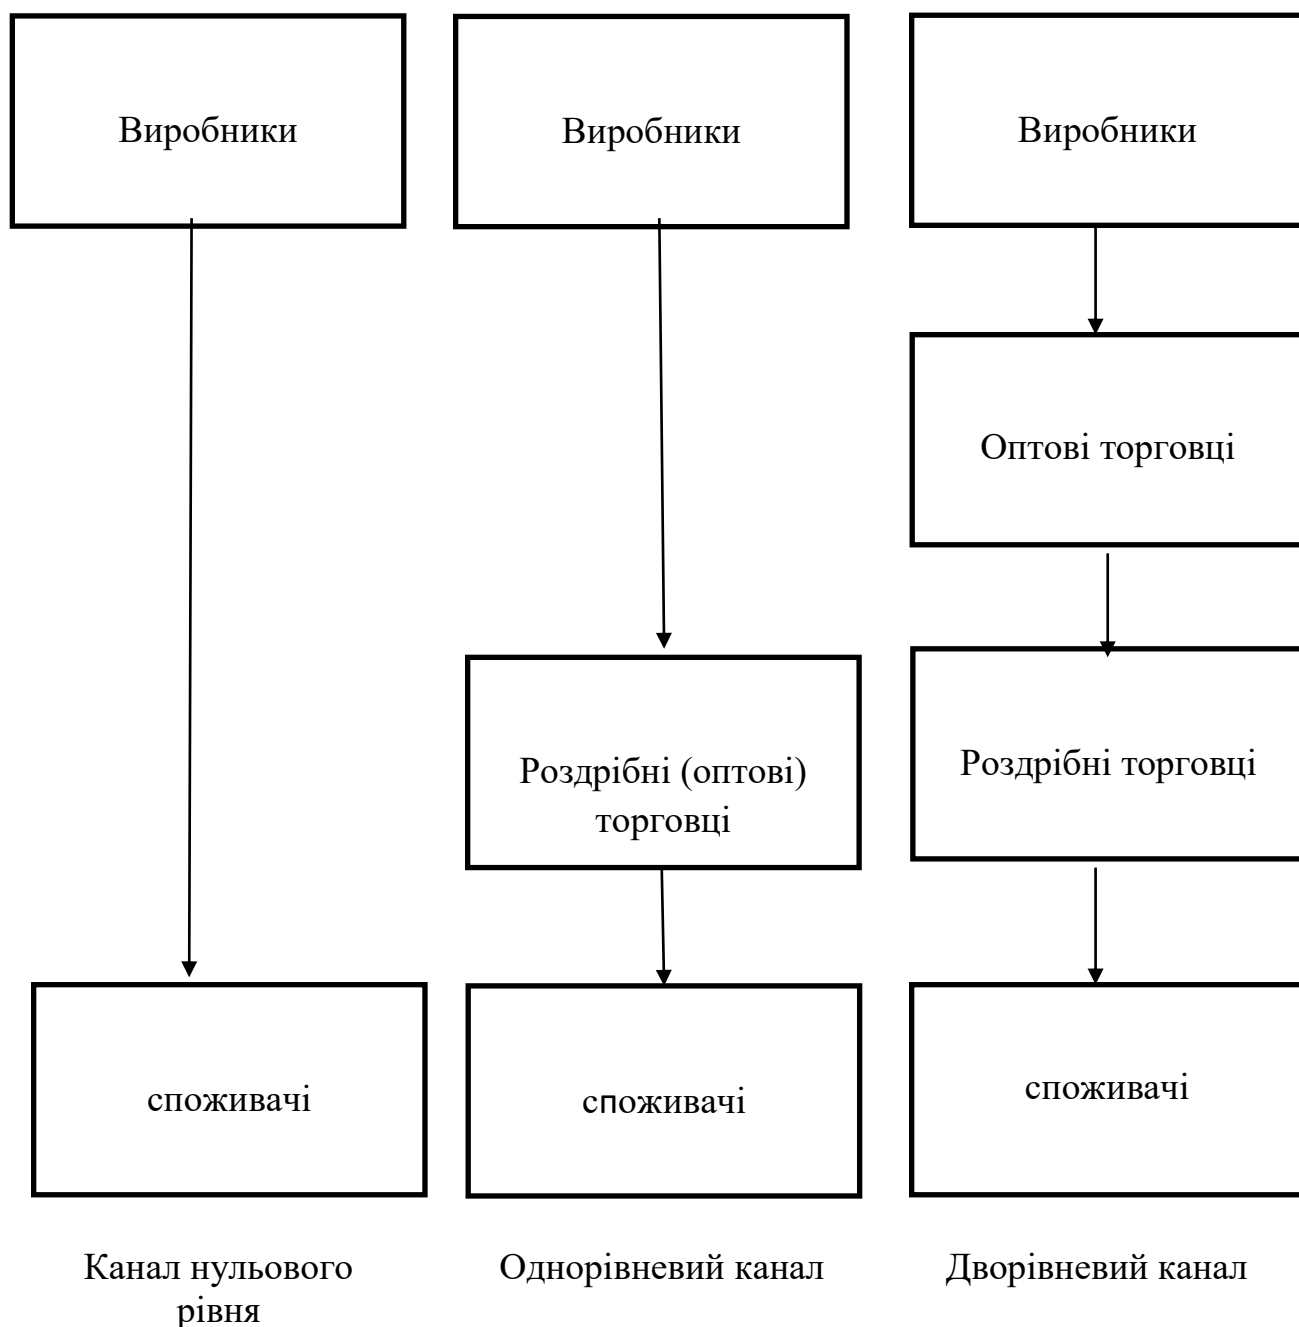 Виробники
Виробники
Виробники
Оптові торговці
Роздрібні (оптові)
торговці
Роздрібні торговці
споживачі
споживачі
споживачі
Канал нульового
рівня
Однорівневий канал
Дворівневий канал